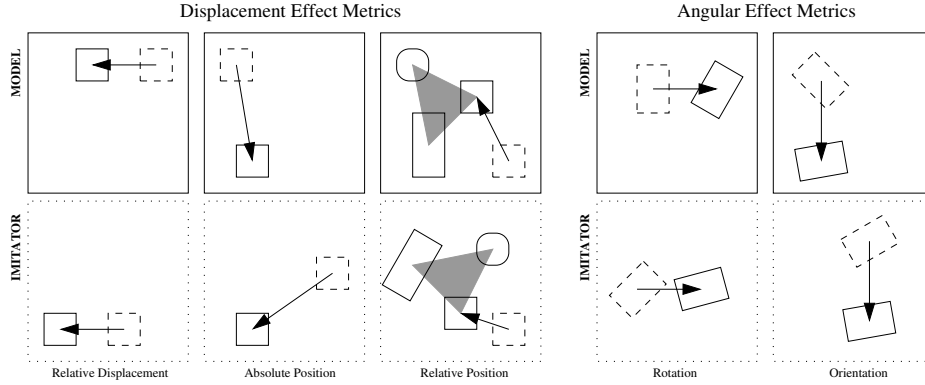 Displacement Effect Metrics
Angular Effect Metrics
MODEL
MODEL
IMITATOR
IMITATOR
Relative Displacement
Absolute Position
Relative Position
Rotation
Orientation